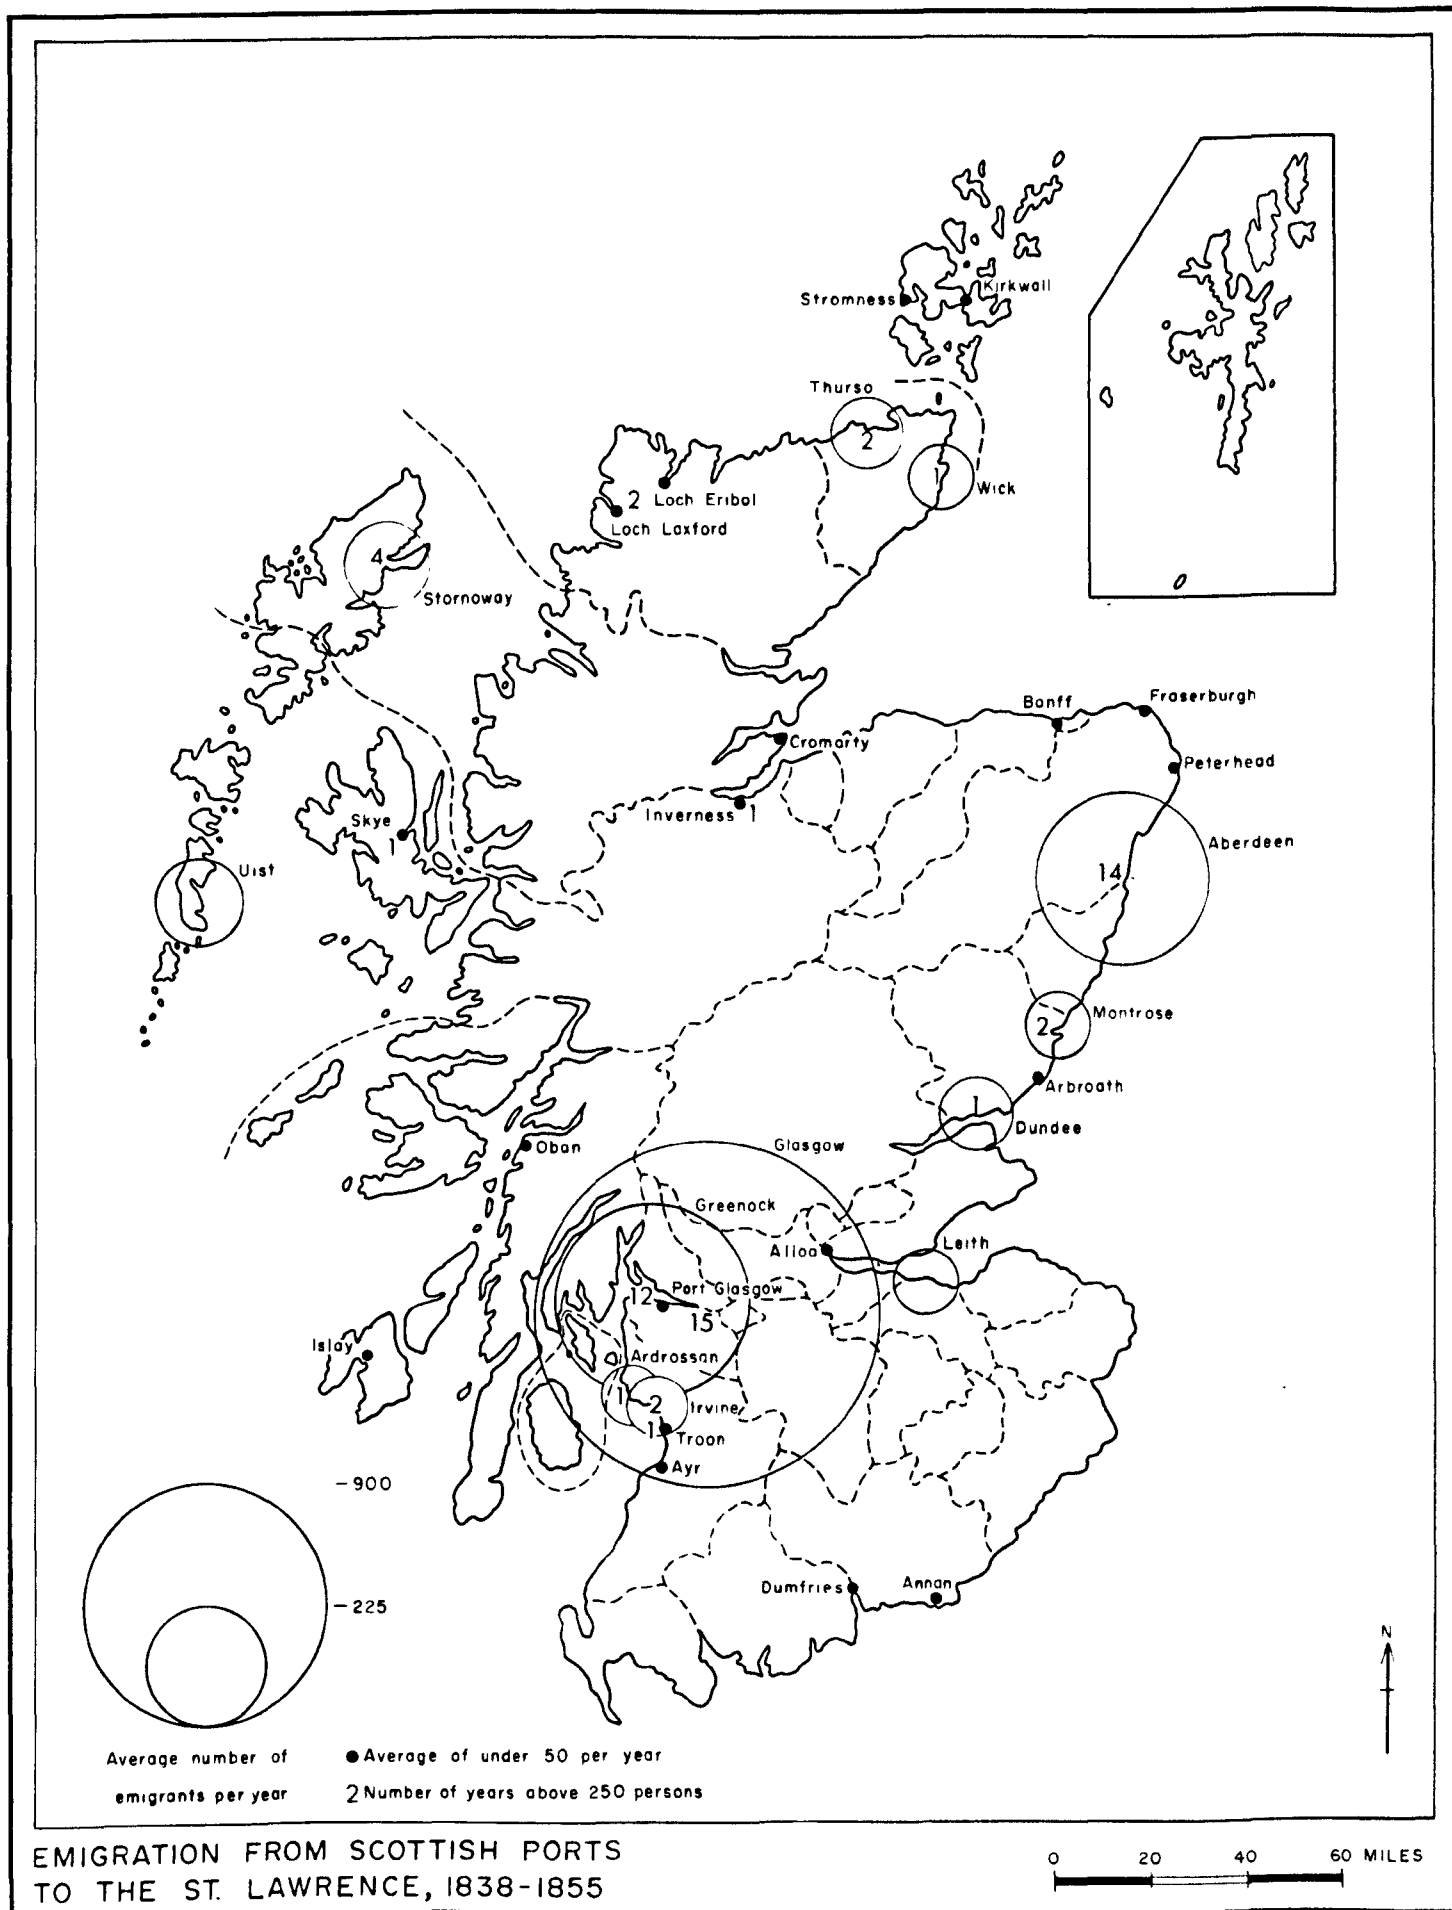 Stromness
Kirkwall
Thurso
2
1
Wick
2 Loch Eribol
Loch Laxford
4
Stornoway
Banff
Fraserburgh
Cromarty
Peterhead
Inverness 1
Skye
1
Uist
Aberdeen
14
Montrose
2
Arbroath
1
Dundee
Oban
Glasgow
Greenock
Alloa
Leith
Port Glasgow
12
15
Islay
Ardrossan
1
2
Irvine
1
Troon
Ayr
Dumfries
Annan
-900
-225
N
Average number of
emigrants per year
Average of under 50 per year
2 Number of years above 250 persons
EMIGRATION FROM SCOTTISH PORTS
TO THE ST. LAWRENCE, 1838-1855
0 20 40 60 MILES